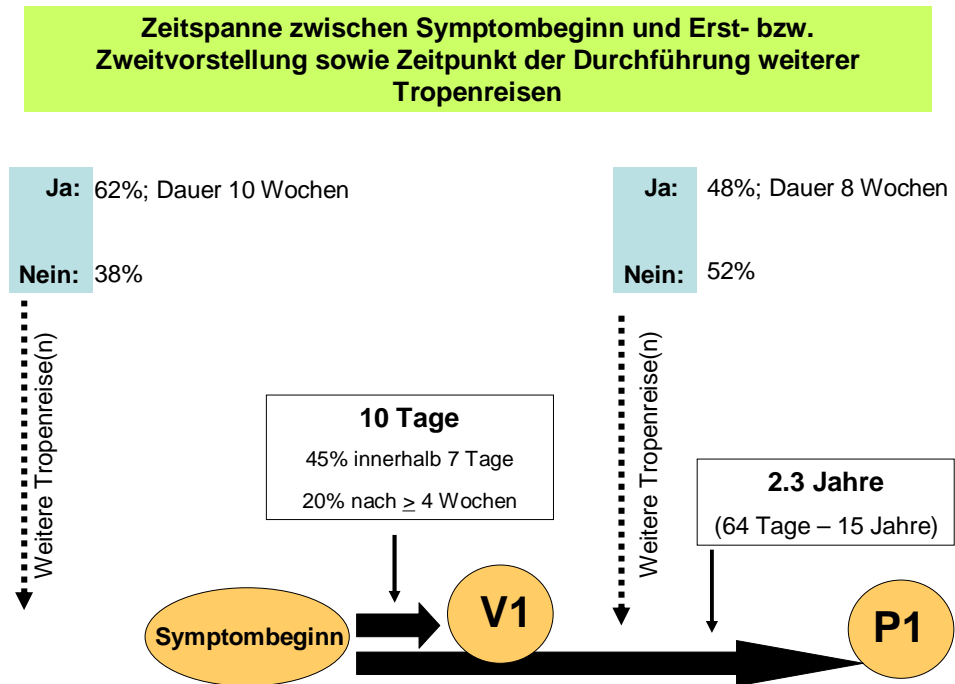 Zeitspanne zwischen Symptombeginn und Erst- bzw.
Zweitvorstellung sowie Zeitpunkt der Durchführung weiterer
Tropenreisen
Ja: 62%; Dauer 10 Wochen
Nein: 38%
Weitere Tropenreise(n)
Ja: 48%; Dauer 8 Wochen
Nein: 52%
Weitere Tropenreise(n)
10 Tage
45% innerhalb 7 Tage
20% nach ≥ 4 Wochen
2.3 Jahre
(64 Tage – 15 Jahre)
Symptombeginn
V1
P1